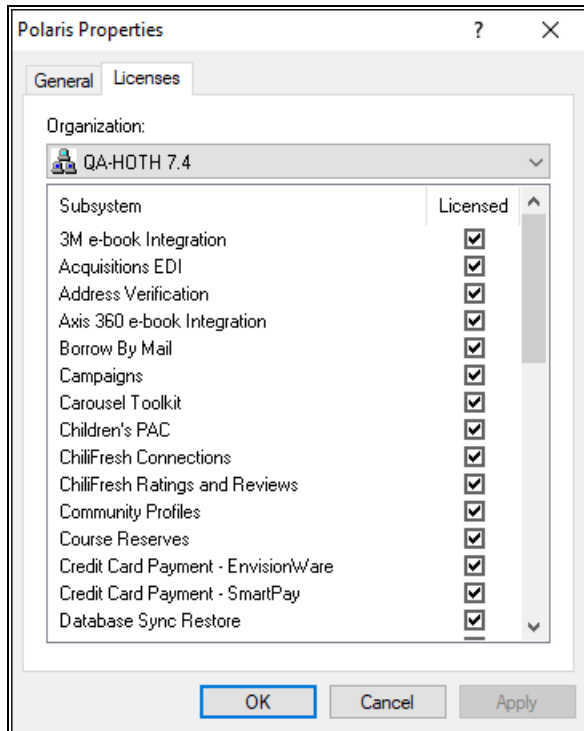 Polaris Properties
General Licenses
Organization:
QA-HOTH 7.4
Subsystem Licensed
3M e-book Integration
Acquisitions EDI
Address Verification
Axis 360 e-book Integration
Borrow By Mail
Campaigns
Carousel Toolkit
Children's PAC
ChiliFresh Connections
ChiliFresh Ratings and Reviews
Community Profiles
Course Reserves
Credit Card Payment - EnvisionWare
Credit Card Payment - SmartPay
Database Sync Restore
OK Cancel Apply